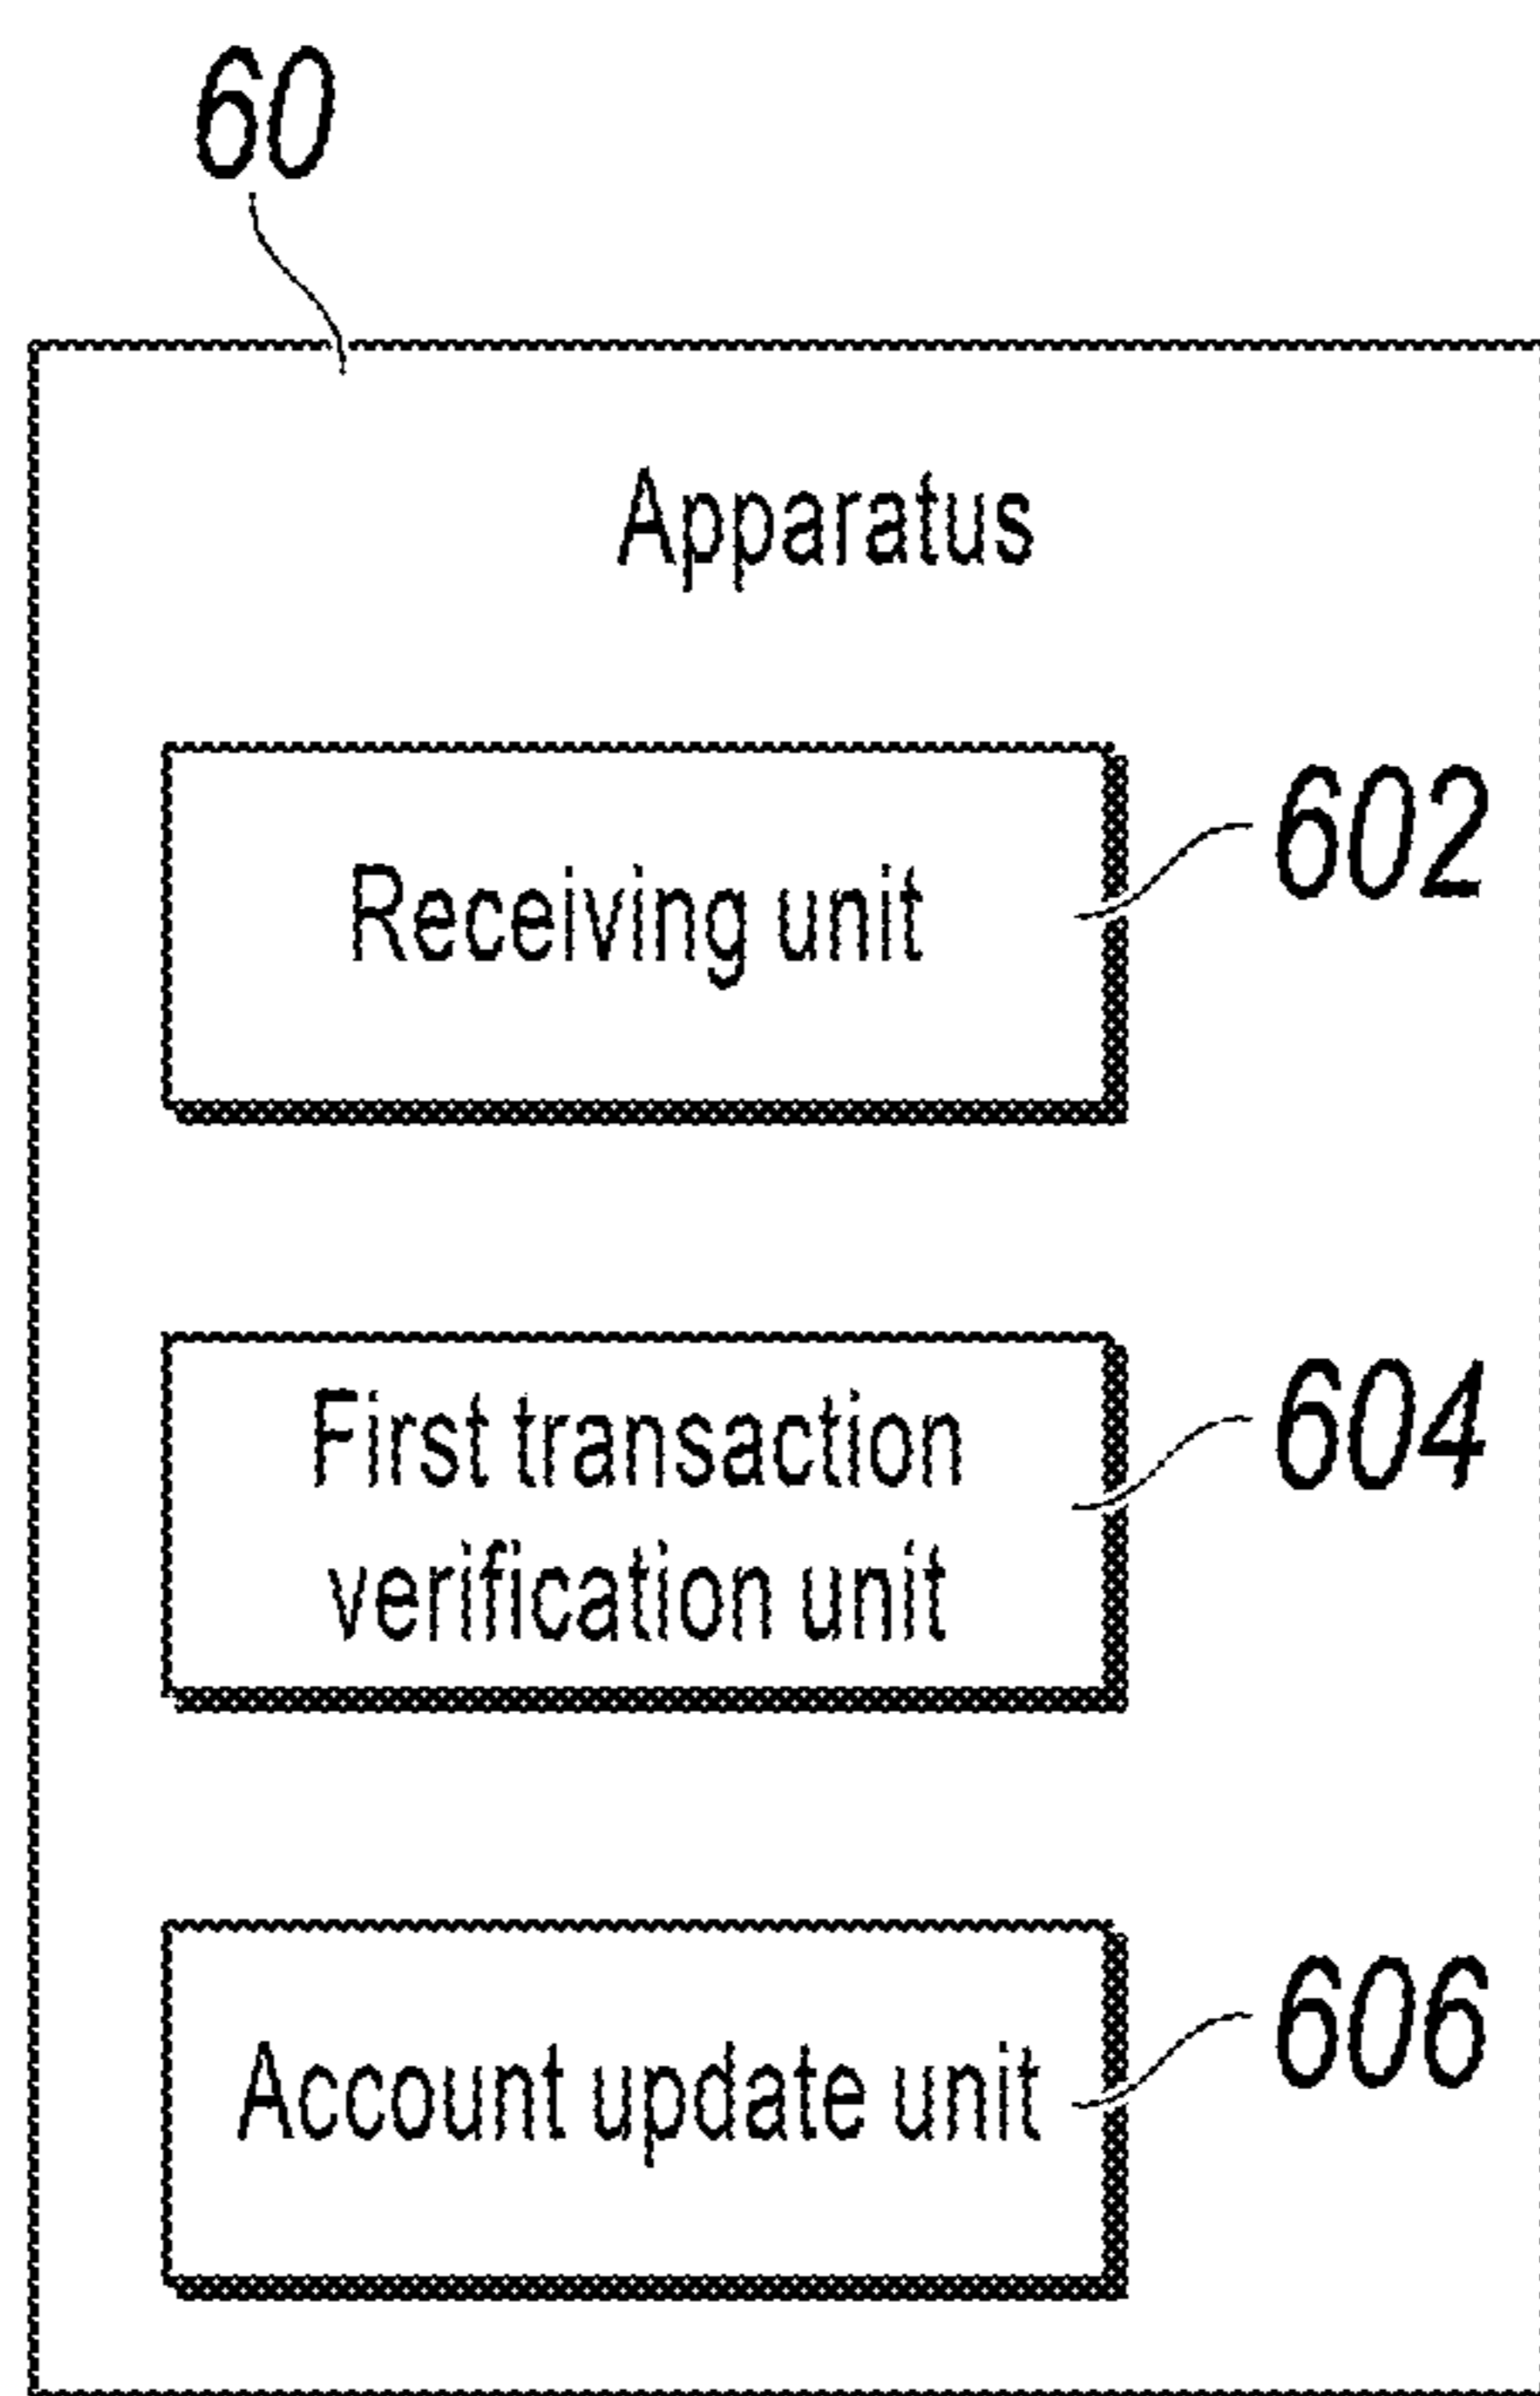 60
Apparatus
Receiving unit
602
First transaction
verification unit
604
Account update unit
606